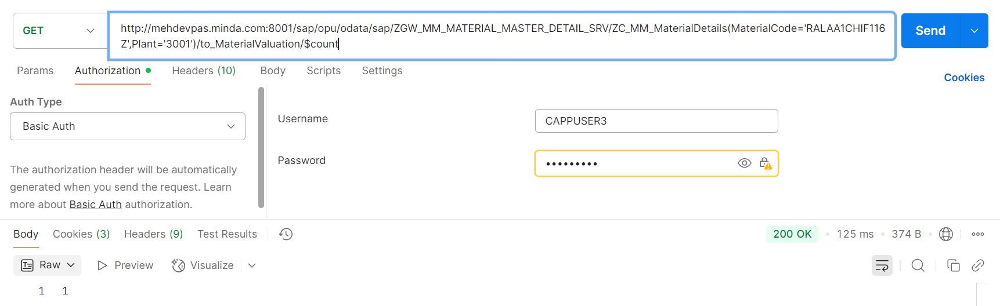 GET
http://mehdevpas.minda.com:8001/sap/opu/odata/sap/ZGW_MM_MATERIAL_MASTER_DETAIL_SRV/ZC_MM_MaterialDetails(MaterialCode='RALAA1CHIF116
Z',Plant='3001')/to_MaterialValuation/$count
Send
Params Authorization Headers (10) Body Scripts Settings
Cookies
Auth Type
Basic Auth
The authorization header will be automatically
generated when you send the request. Learn
more about Basic Auth authorization.
Username
CAPPUSER3
Password
•••••••••
Body Cookies (3) Headers (9) Test Results
200 OK • 125 ms • 374 B •
Raw Preview Visualize
1 1